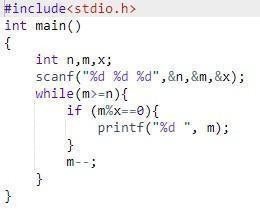 #include<stdio.h>
int main()
{
    int n,m,x;
    scanf("%d %d %d",&n,&m,&x);
    while(m>=n){
        if (m%x==0){
            printf("%d ", m);
        }
        m--;
    }
}